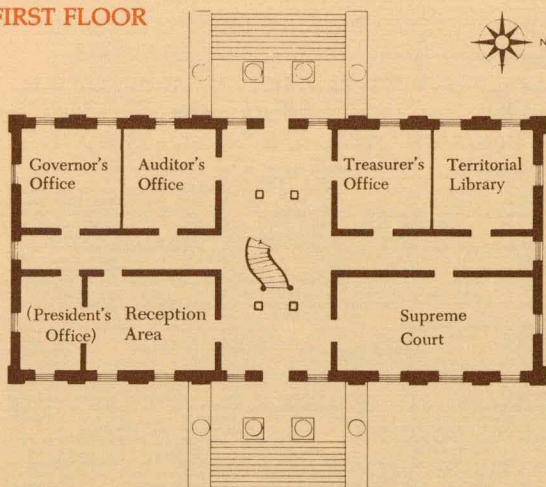 FIRST FLOOR
N
Governor's
Office
Auditor's
Office
Treasurer's
Office
Territorial
Library
(President's
Office)
Reception
Area
Supreme
Court